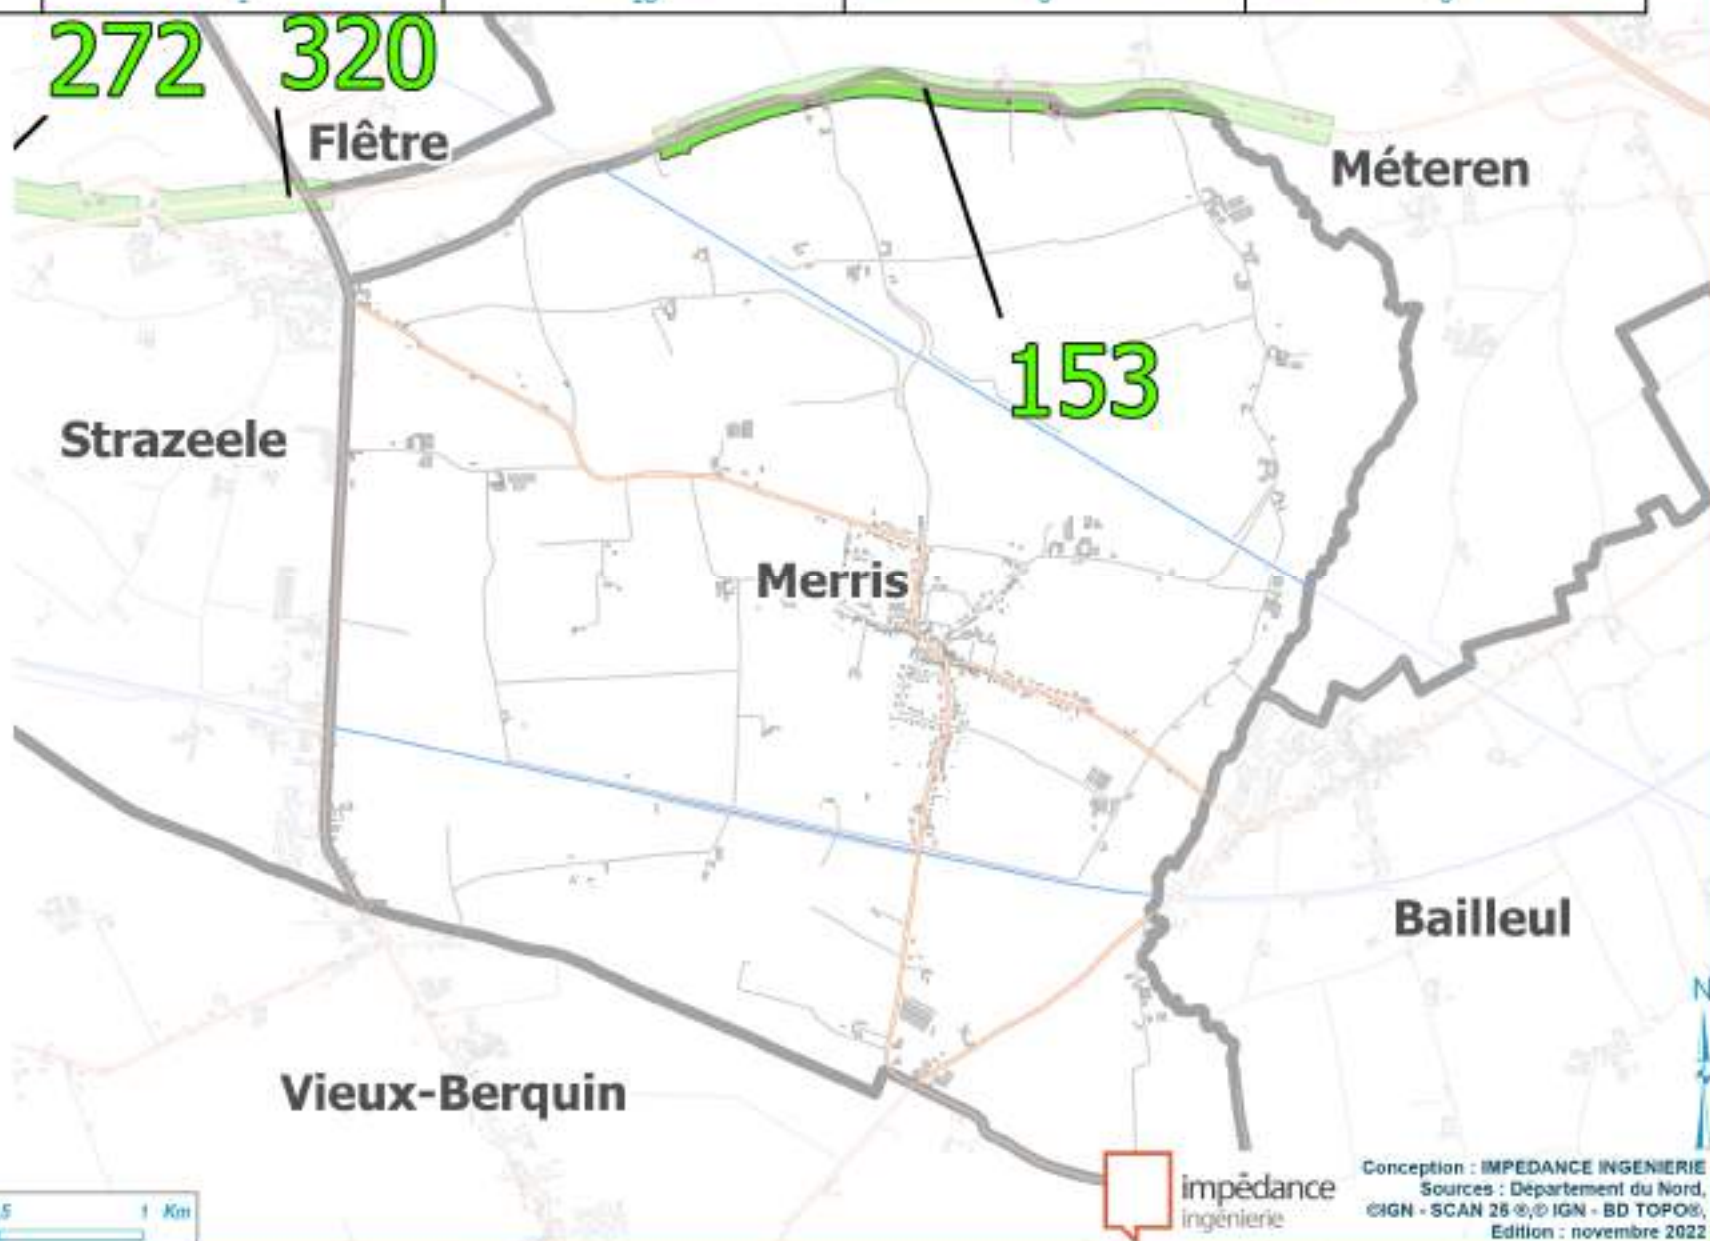 272
320
Flêtre
Méteren
153
Strazeele
Merris
Bailleul
Vieux-Berquin
N
5 1 Km
impédance
ingénierie
Conception : IMPEDANCE INGENIERIE
Sources : Département du Nord,
©IGN - SCAN 25 ®,© IGN - BD TOPO®,
Edition : novembre 2022